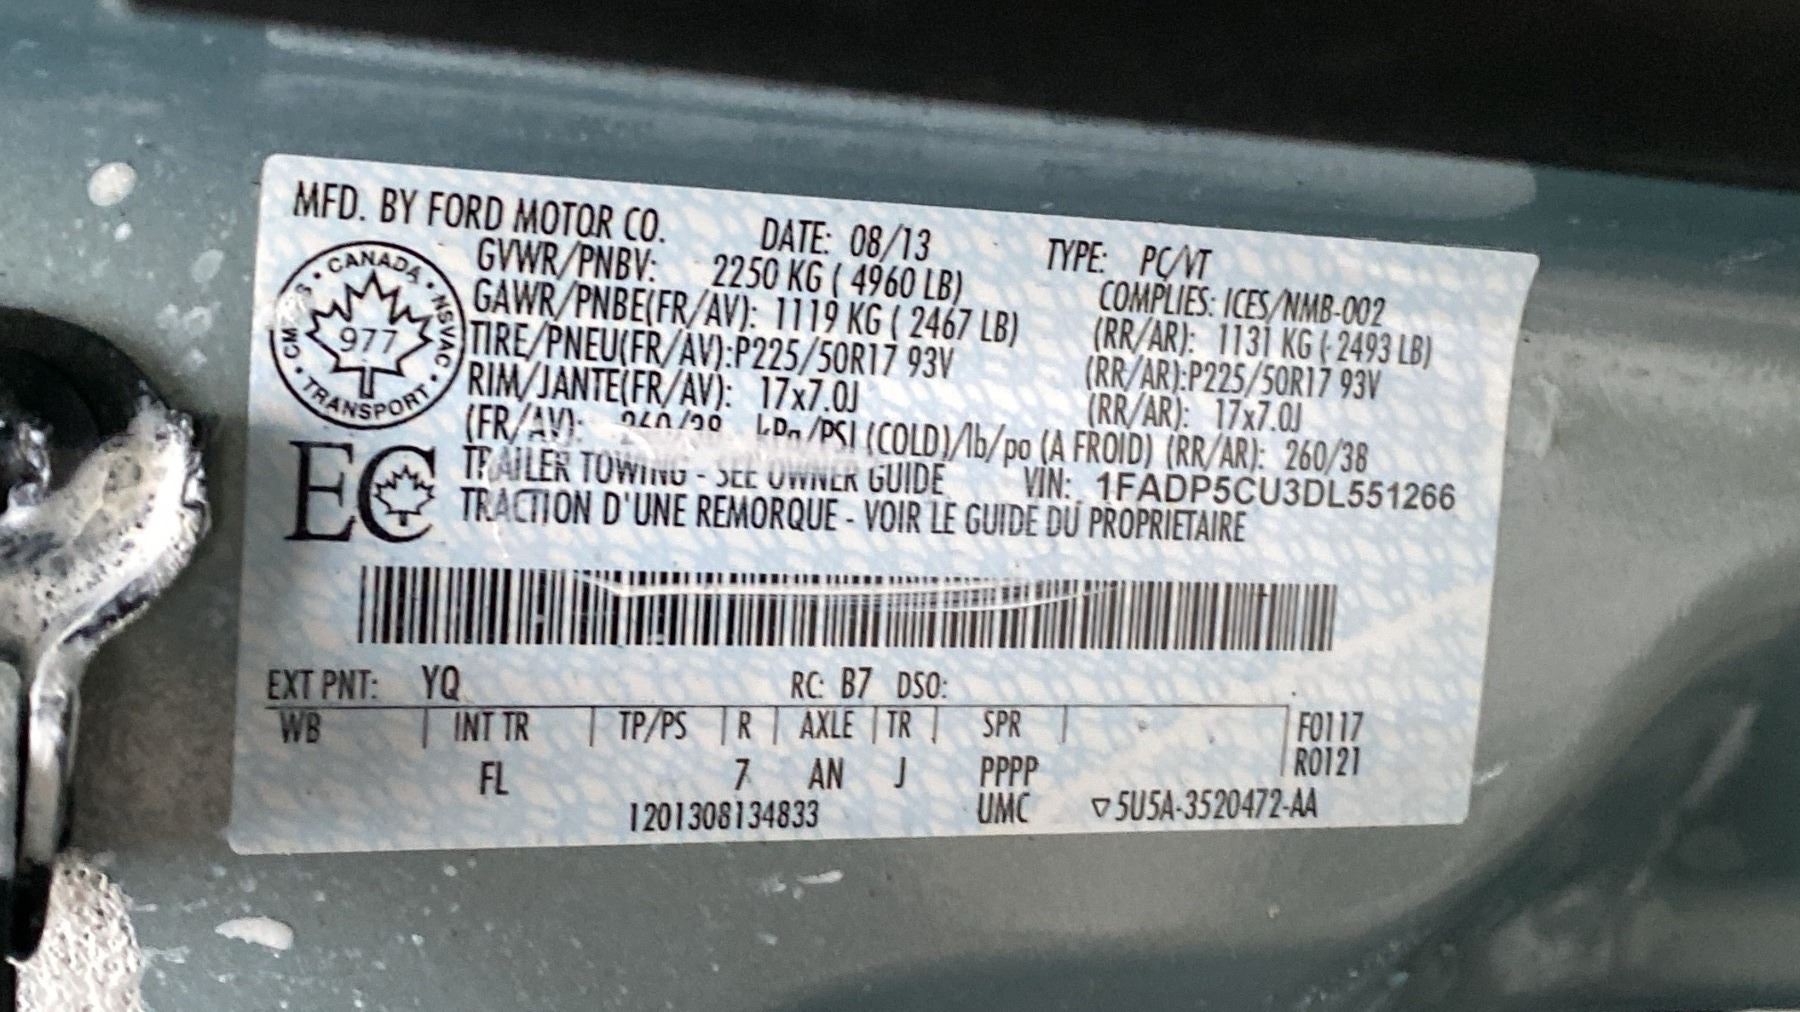 MFD. BY FORD MOTOR CO. DATE: 08/13 TYPE: PC/VT
GVWR/PNBV: 2250 KG ( 4960 LB) COMPLIES: ICES/NMB-002
GAWR/PNBE(FR/AV): 1119 KG ( 2467 LB) (RR/AR): 1131 KG ( 2493 LB)
TIRE/PNEU(FR/AV):P225/50R17 93V (RR/AR):P225/50R17 93V
RIM/JANTE(FR/AV): 17x7.0J (RR/AR): 17x7.0J
(FR/AV): 260/38 kPa/PSI (COLD)/lb/po (A FROID) (RR/AR): 260/38
TRAILER TOWING - SEE OWNER GUIDE VIN: 1FADP5CU3DL551266
TRACTION D'UNE REMORQUE - VOIR LE GUIDE DU PROPRIETAIRE
CANADA · NSVAC · TRANSPORT
977
EC
EXT PNT: YQ RC: B7 DSO:
WB INT TR TP/PS R AXLE TR SPR F0117
FL 7 AN J PPPP R0121
1201308134833 UMC ▽5U5A-3520472-AA